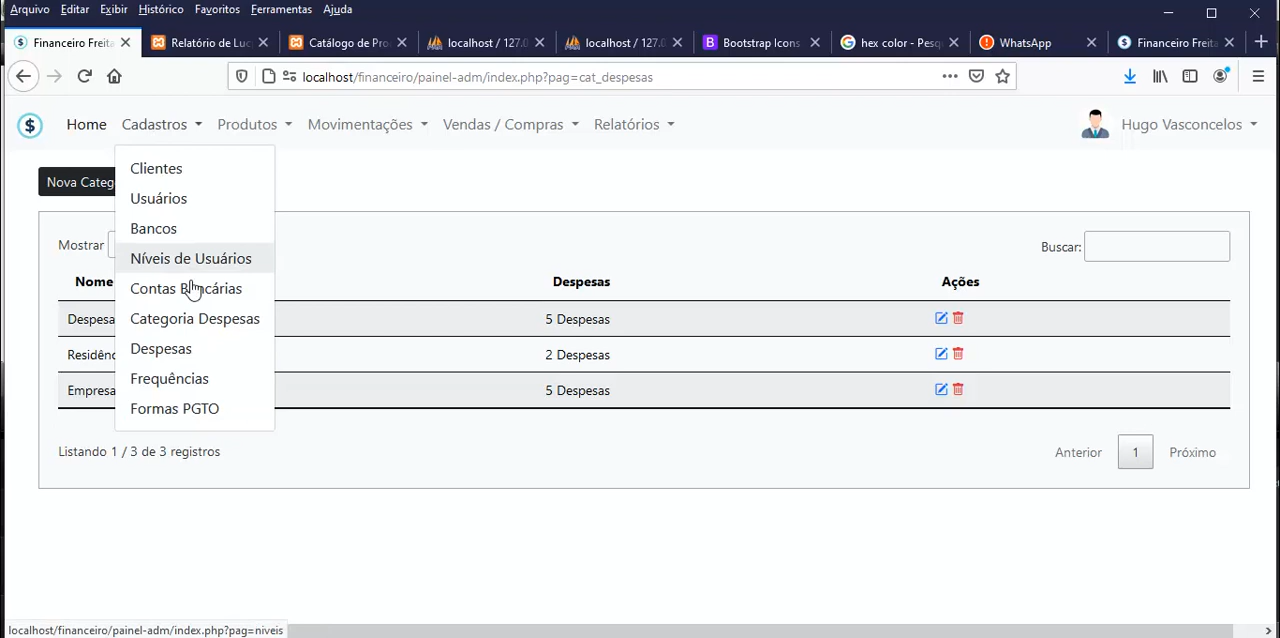 Arquivo Editar Exibir Histórico Favoritos Ferramentas Ajuda
Financeiro Freita Relatório de Luc Catálogo de Pro localhost / 127.0 localhost / 127.0 Bootstrap Icons hex color - Pesq WhatsApp Financeiro Freita
localhost/financeiro/painel-adm/index.php?pag=cat_despesas
$ Home Cadastros Produtos Movimentações Vendas / Compras Relatórios Hugo Vasconcelos
Clientes
Nova Categ
Usuários
Bancos
Mostrar Buscar:
Níveis de Usuários
Nome Despesas Ações
Contas Bancárias
Despesa 5 Despesas
Categoria Despesas
Despesas
Residênc 2 Despesas
Frequências
Empresa 5 Despesas
Formas PGTO
Listando 1 / 3 de 3 registros Anterior 1 Próximo
localhost/financeiro/painel-adm/index.php?pag=niveis